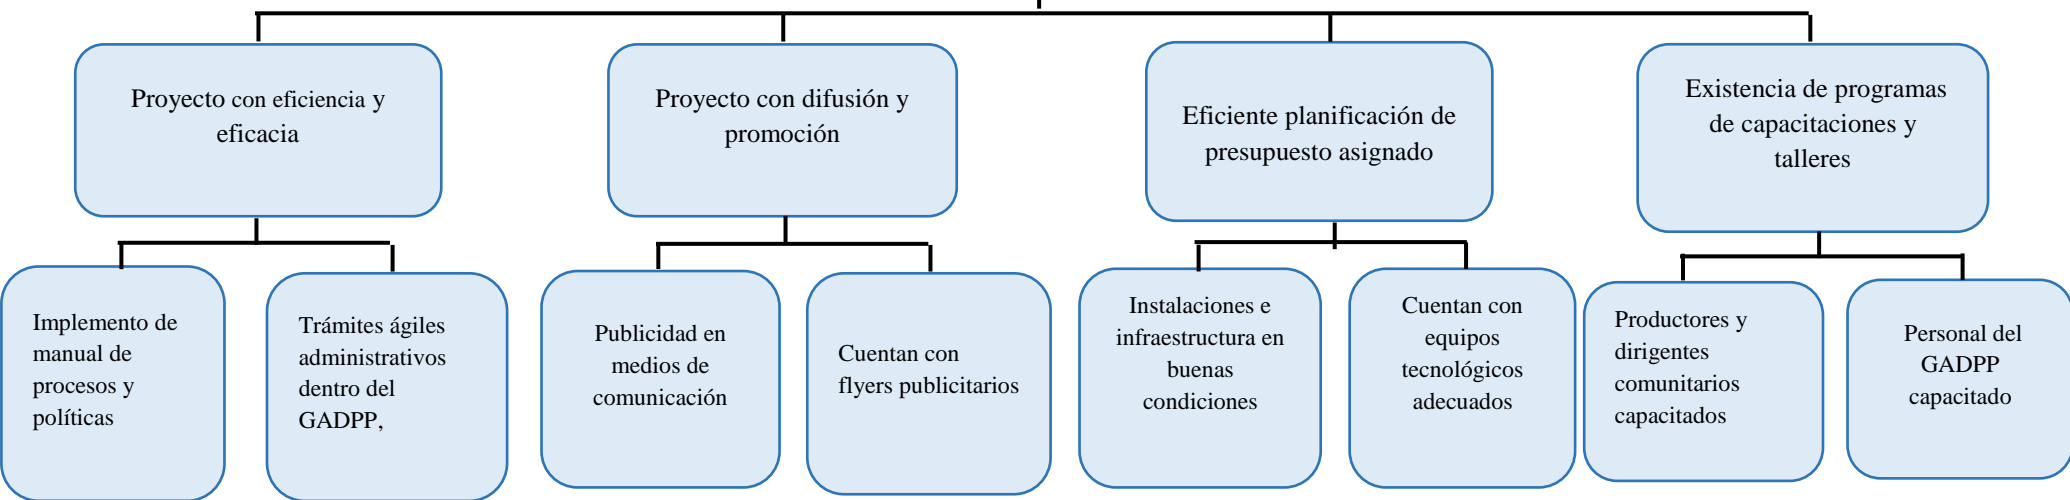 Proyecto con eficiencia y
eficacia
Proyecto con difusión y
promoción
Eficiente planificación de
presupuesto asignado
Existencia de programas
de capacitaciones y
talleres
Implemento de
manual de
procesos y
políticas
Trámites ágiles
administrativos
dentro del
GADPP,
Publicidad en
medios de
comunicación
Cuentan con
flyers publicitarios
Instalaciones e
infraestructura en
buenas
condiciones
Cuentan con
equipos
tecnológicos
adecuados
Productores y
dirigentes
comunitarios
capacitados
Personal del
GADPP
capacitado